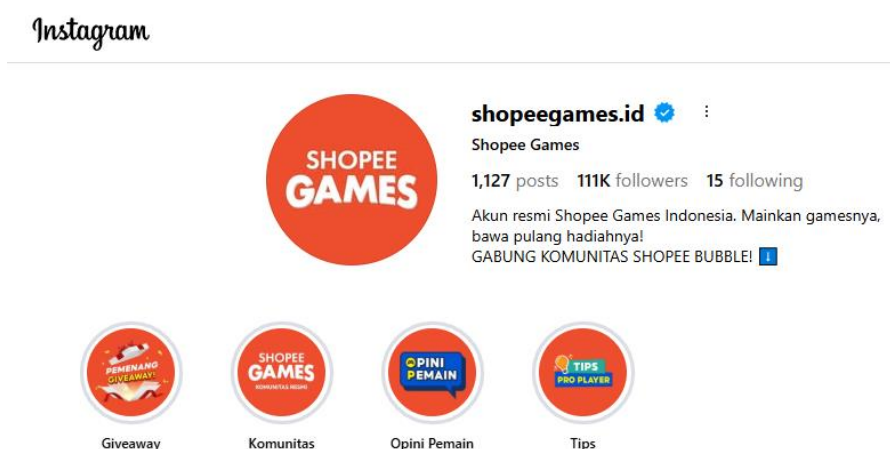 Instagram
shopeegames.id
Shopee Games
1,127 posts 111K followers 15 following
Akun resmi Shopee Games Indonesia. Mainkan gamesnya,
bawa pulang hadiahnya!
GABUNG KOMUNITAS SHOPEE BUBBLE! ⬇️
SHOPEE
GAMES
PEMENANG
GIVEAWAY!
SHOPEE
GAMES
KOMUNITAS RESMI
OPINI
PEMAIN
TIPS
PRO PLAYER
Giveaway Komunitas Opini Pemain Tips